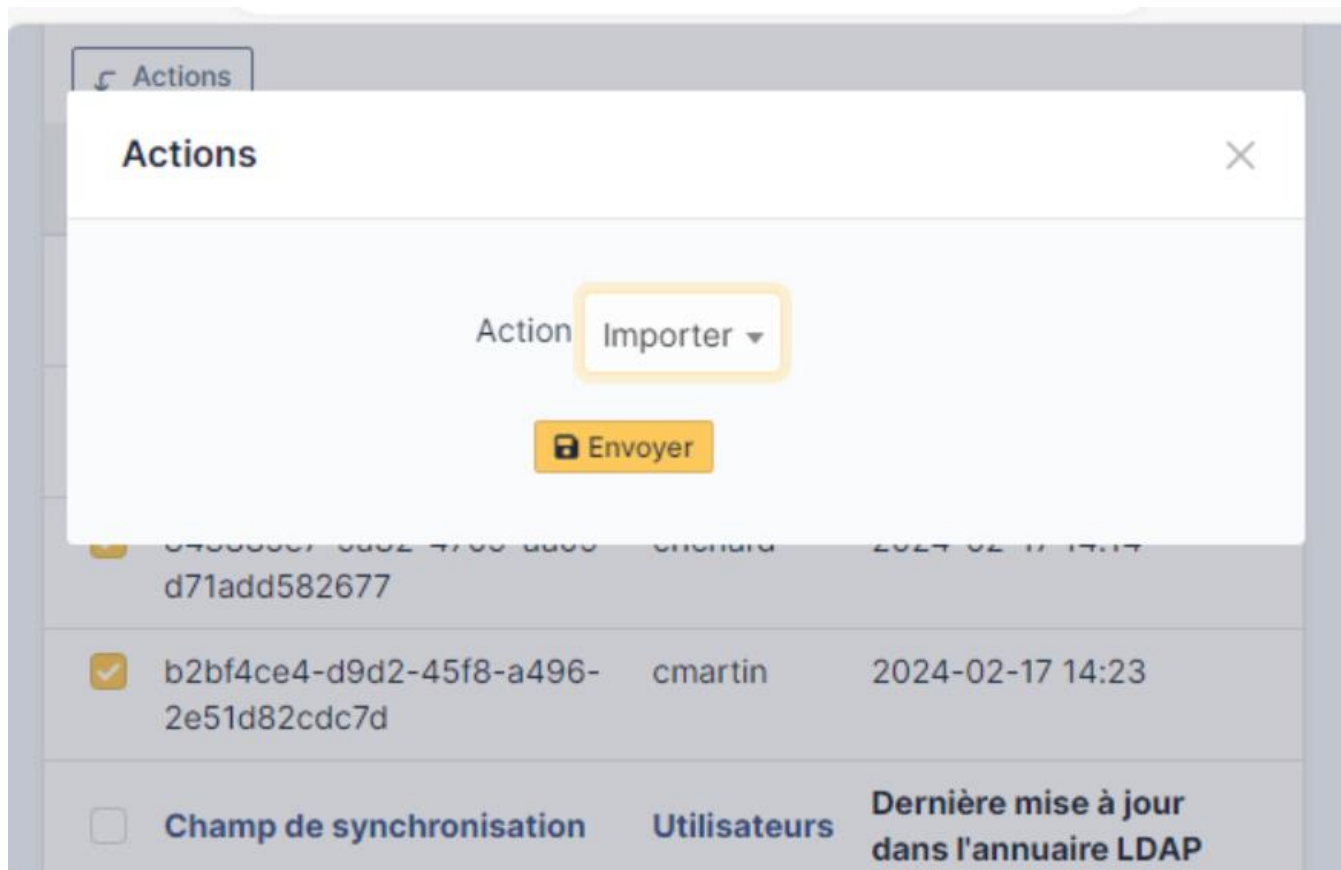 Actions
Actions
Action Importer
Envoyer
d71add582677
b2bf4ce4-d9d2-45f8-a496- cmartin 2024-02-17 14:23
2e51d82cdc7d
Champ de synchronisation Utilisateurs Dernière mise à jour
dans l'annuaire LDAP